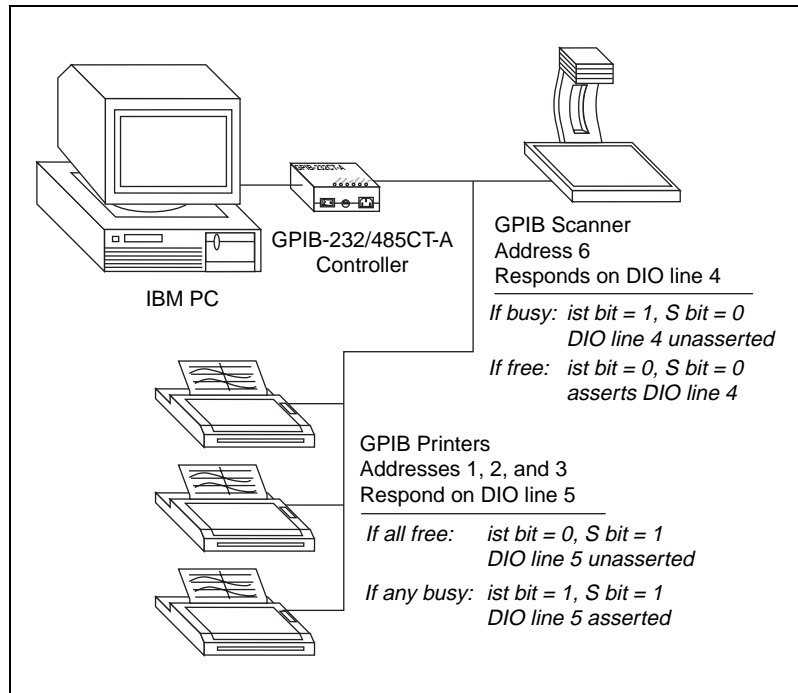 GPIB-232CT-A
GPIB-232/485CT-A
Controller
IBM PC
GPIB Scanner
Address 6
Responds on DIO line 4
If busy: ist bit = 1, S bit = 0
DIO line 4 unasserted
If free: ist bit = 0, S bit = 0
asserts DIO line 4
GPIB Printers
Addresses 1, 2, and 3
Respond on DIO line 5
If all free: ist bit = 0, S bit = 1
DIO line 5 unasserted
If any busy: ist bit = 1, S bit = 1
DIO line 5 asserted